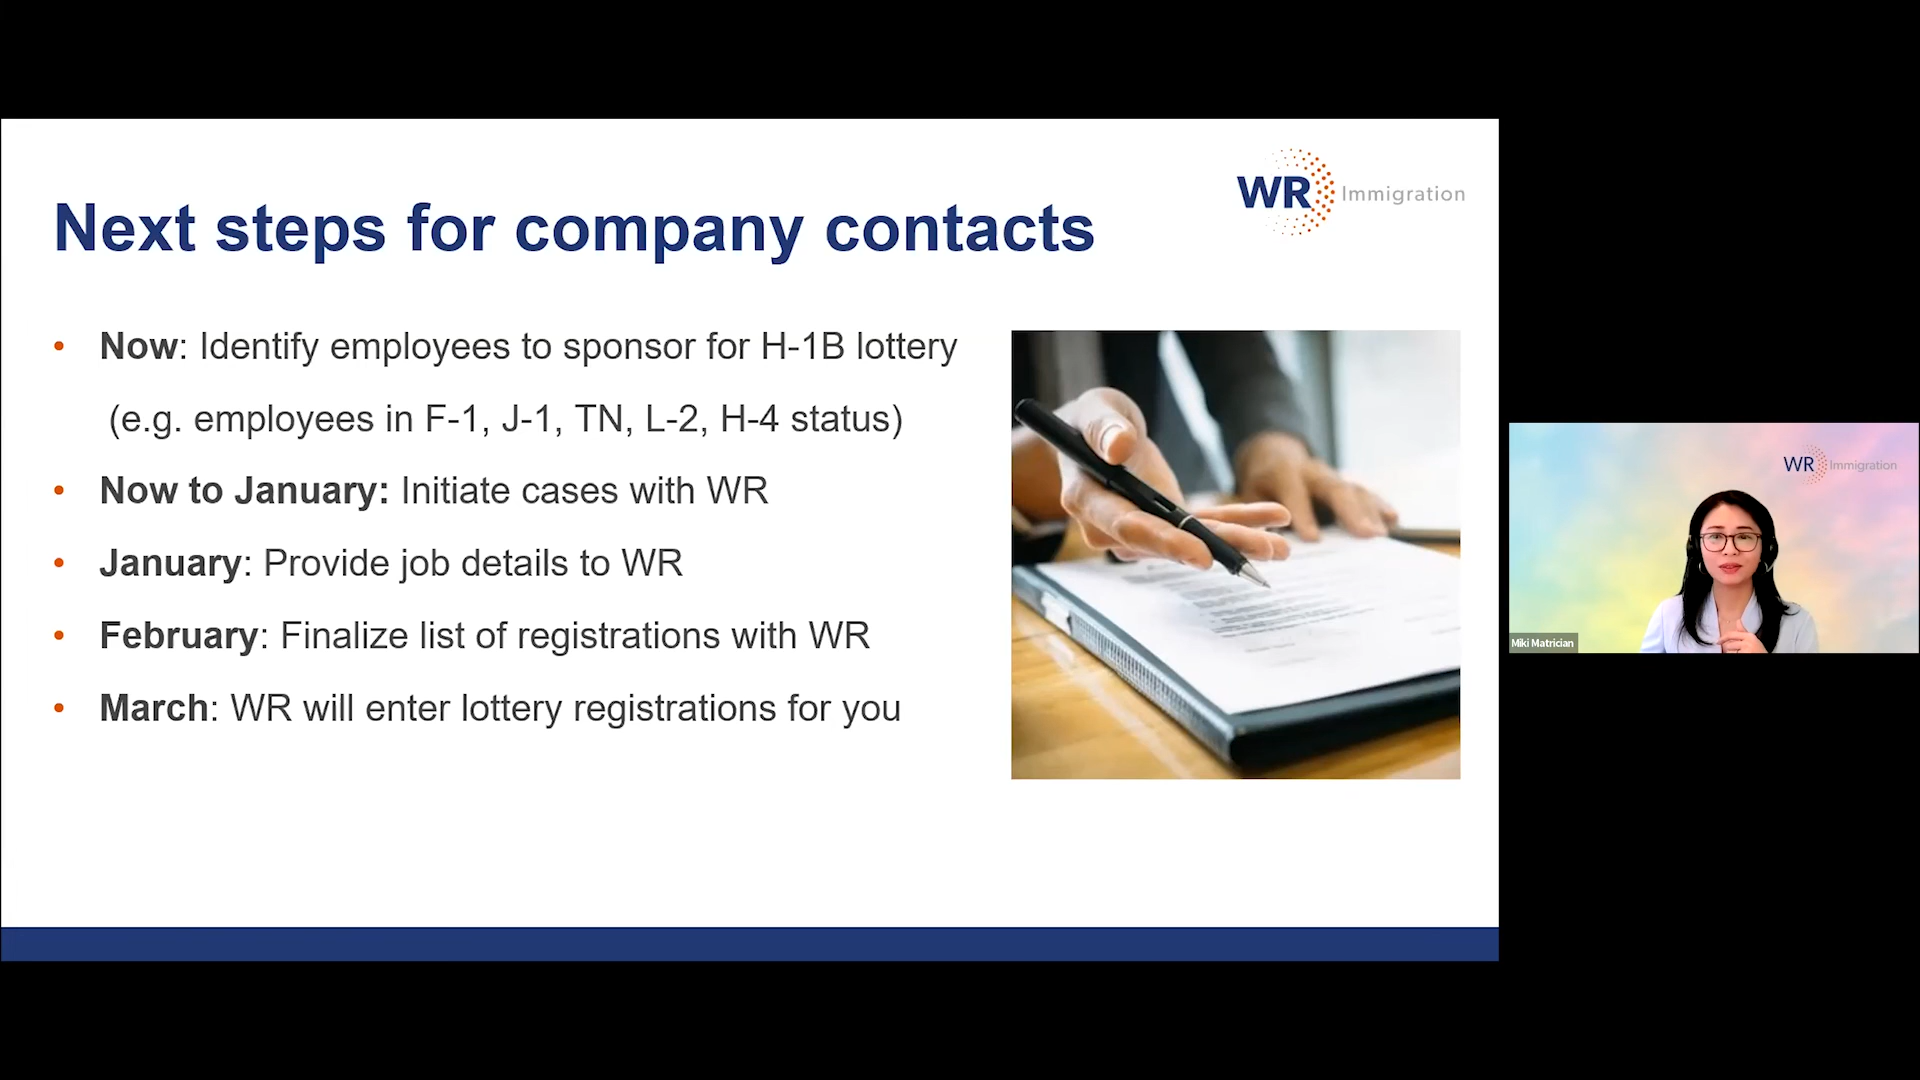 WR Immigration
Next steps for company contacts
• Now: Identify employees to sponsor for H-1B lottery
(e.g. employees in F-1, J-1, TN, L-2, H-4 status)
• Now to January: Initiate cases with WR
• January: Provide job details to WR
• February: Finalize list of registrations with WR
• March: WR will enter lottery registrations for you
WR Immigration
Miki Matrician